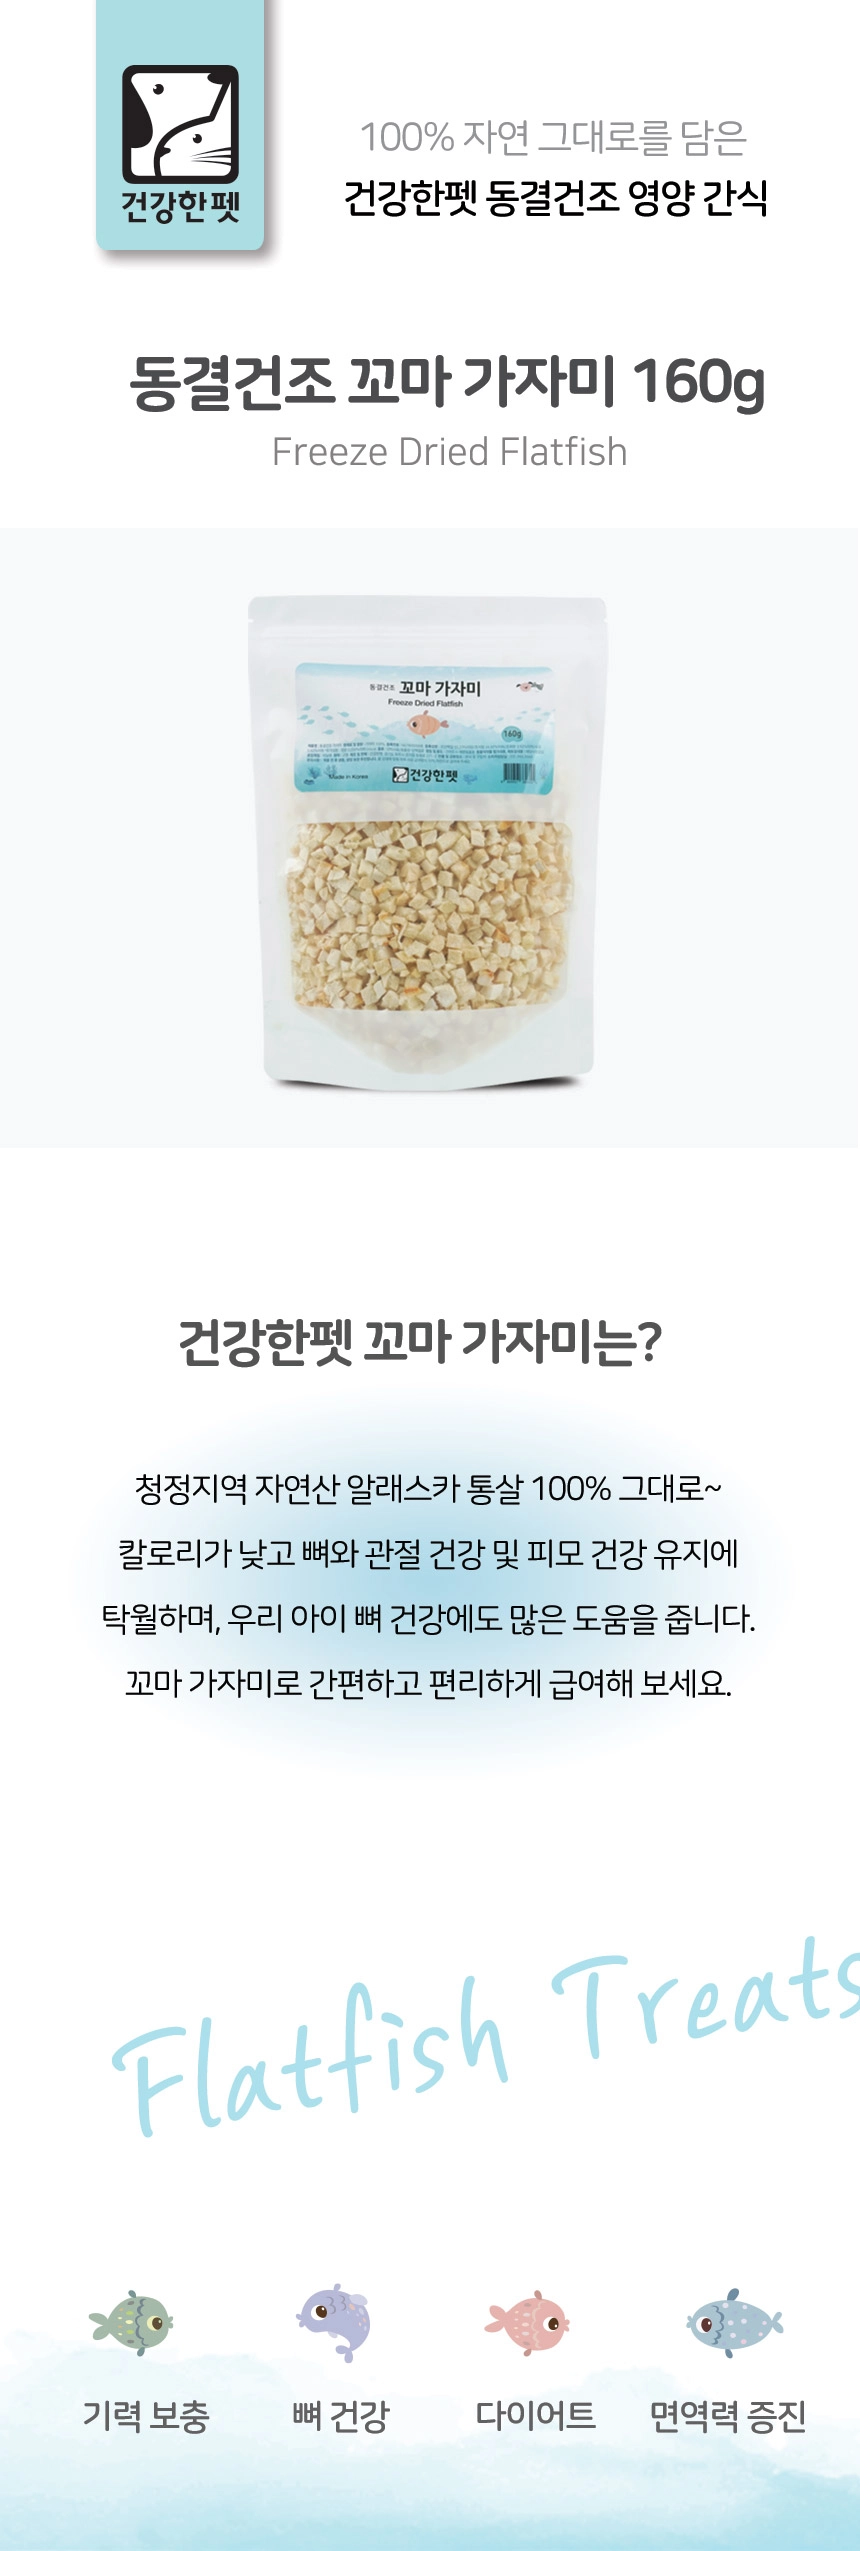 건강한펫
100% 자연 그대로를 담은
건강한펫 동결건조 영양 간식
동결건조 꼬마 가자미 160g
Freeze Dried Flatfish
동결건조 꼬마 가자미
Freeze Dried Flatfish
160g
Made in Korea
건강한펫
건강한펫 꼬마 가자미는?
청정지역 자연산 알래스카 통살 100% 그대로~
칼로리가 낮고 뼈와 관절 건강 및 피모 건강 유지에
탁월하며, 우리 아이 뼈 건강에도 많은 도움을 줍니다.
꼬마 가자미로 간편하고 편리하게 급여해 보세요.
Flatfish Treats
기력 보충
뼈 건강
다이어트
면역력 증진